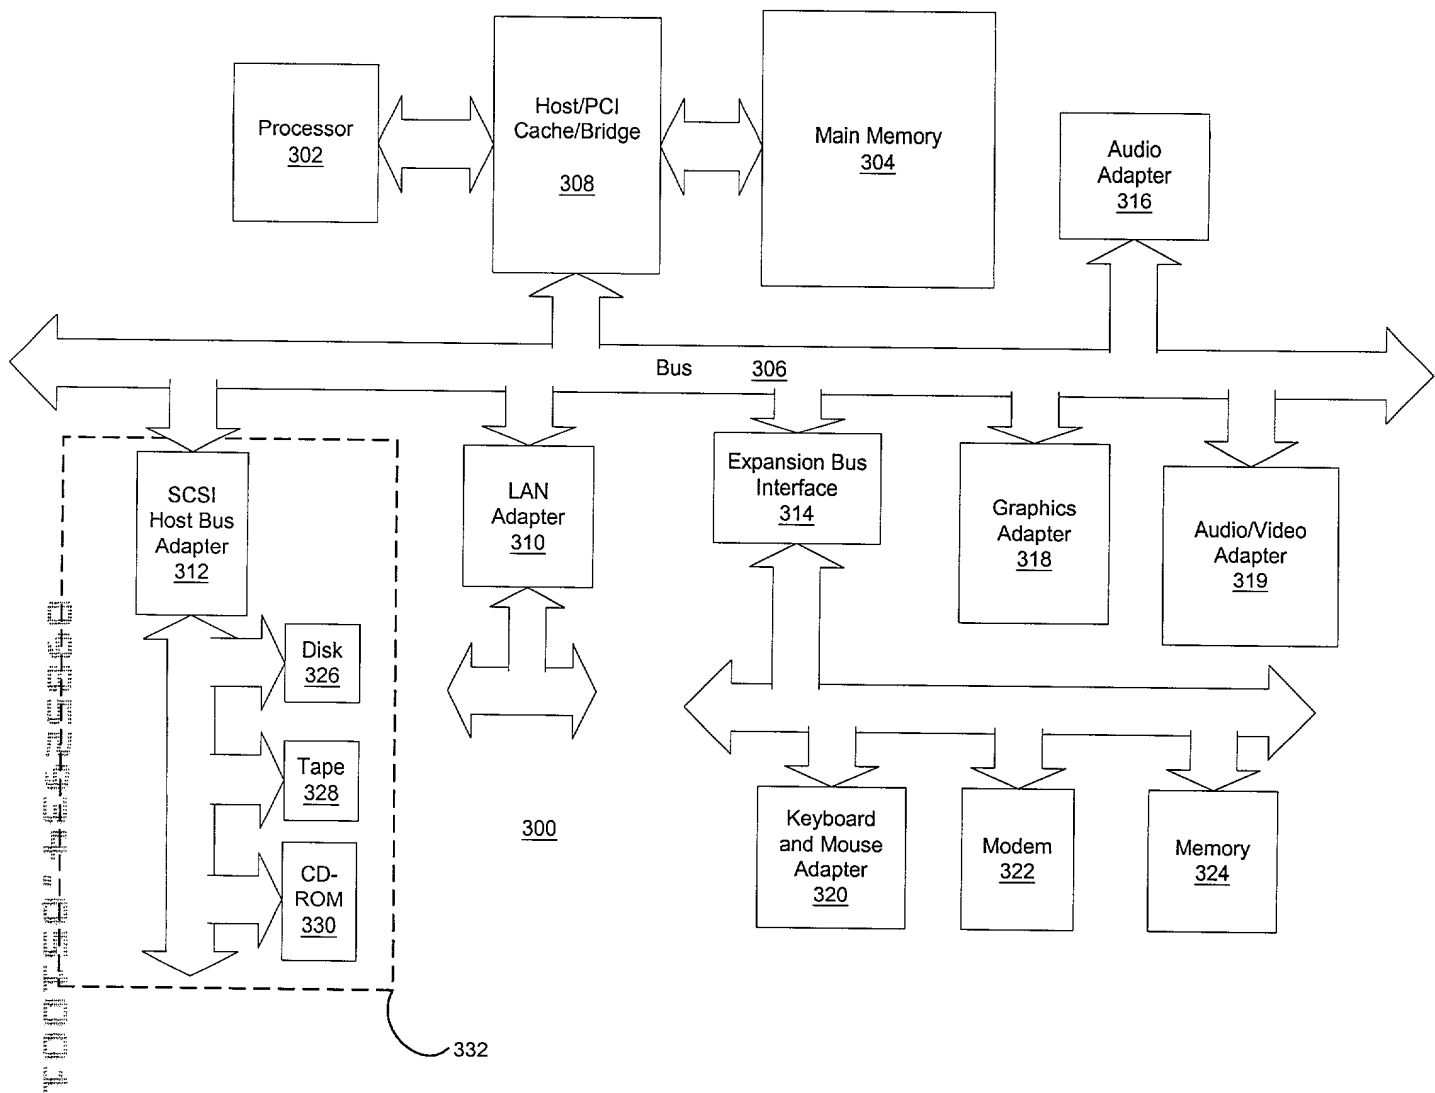 Processor
302
Host/PCI
Cache/Bridge
308
Main Memory
304
Audio
Adapter
316
Bus 306
SCSI
Host Bus
Adapter
312
LAN
Adapter
310
Expansion Bus
Interface
314
Graphics
Adapter
318
Audio/Video
Adapter
319
Disk
326
Tape
328
CD-
ROM
330
300
Keyboard
and Mouse
Adapter
320
Modem
322
Memory
324
332